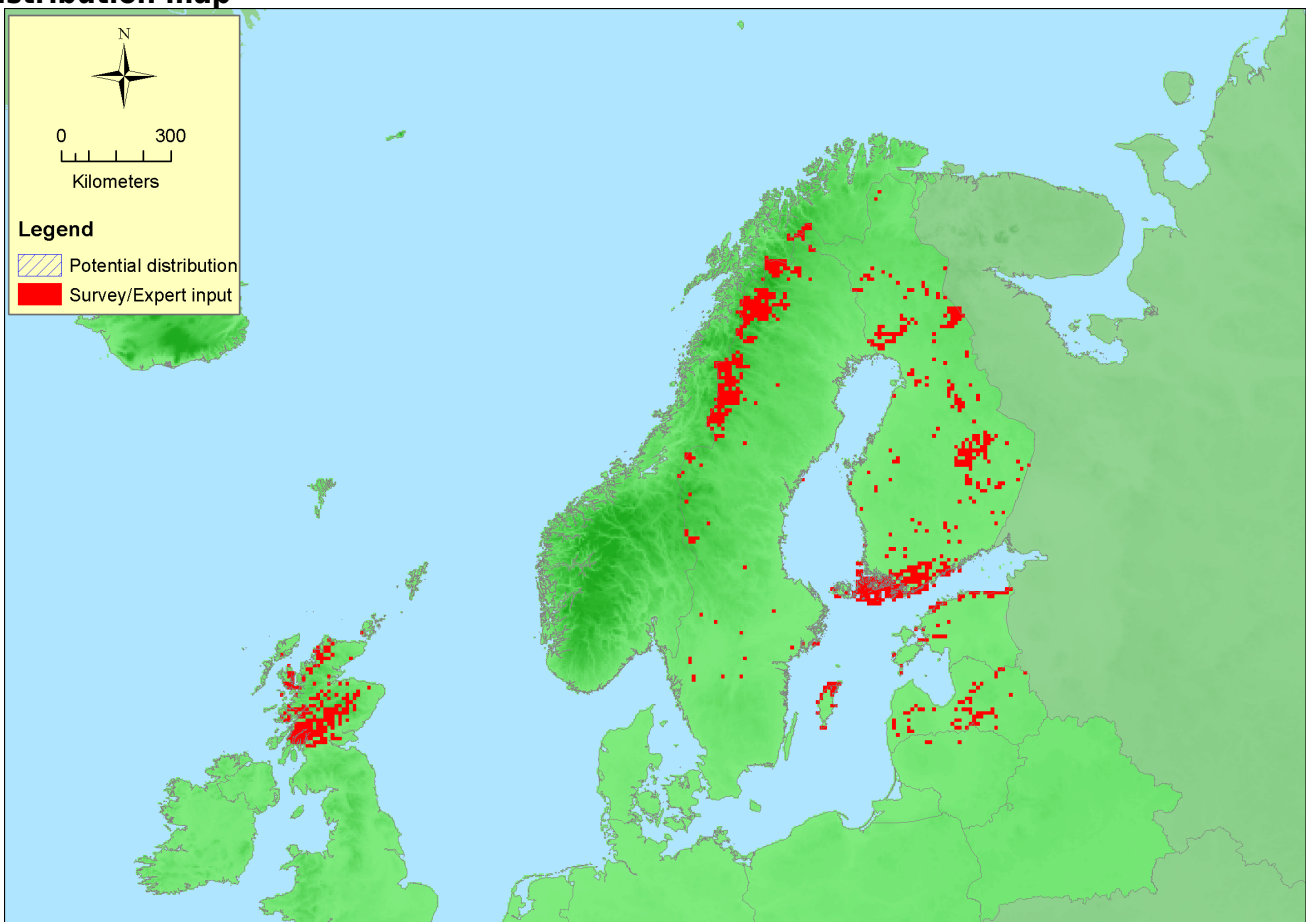 N
0 300
Kilometers
Legend
Potential distribution
Survey/Expert input